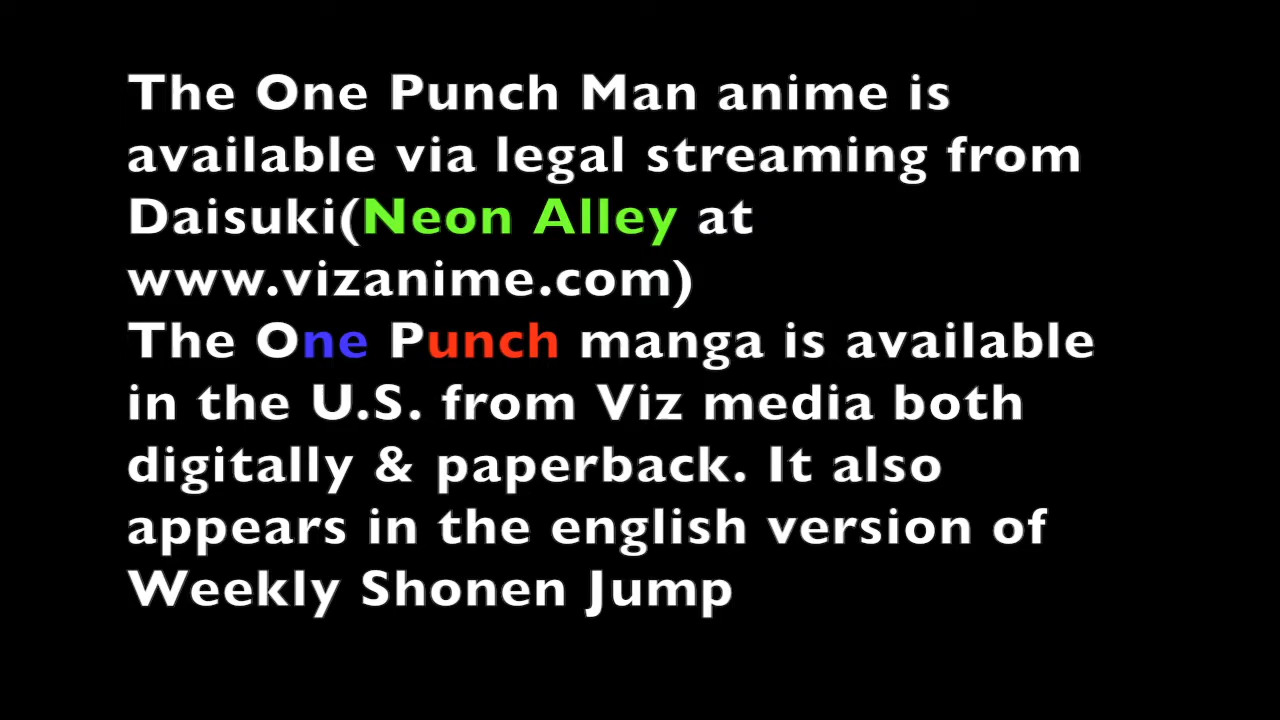 The One Punch Man anime is
available via legal streaming from
Daisuki(Neon Alley at
www.vizanime.com)
The One Punch manga is available
in the U.S. from Viz media both
digitally & paperback. It also
appears in the english version of
Weekly Shonen Jump